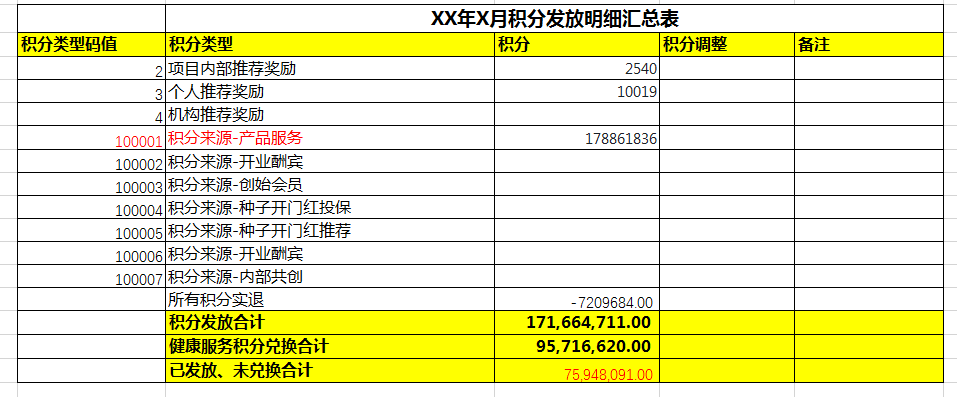 XX年X月积分发放明细汇总表
积分类型码值 积分类型 积分 积分调整 备注
2 项目内部推荐奖励 2540
3 个人推荐奖励 10019
4 机构推荐奖励
100001 积分来源-产品服务 178861836
100002 积分来源-开业酬宾
100003 积分来源-创始会员
100004 积分来源-种子开门红投保
100005 积分来源-种子开门红推荐
100006 积分来源-开业酬宾
100007 积分来源-内部共创
所有积分实退 -7209684.00
积分发放合计 171,664,711.00
健康服务积分兑换合计 95,716,620.00
已发放、未兑换合计 75,948,091.00